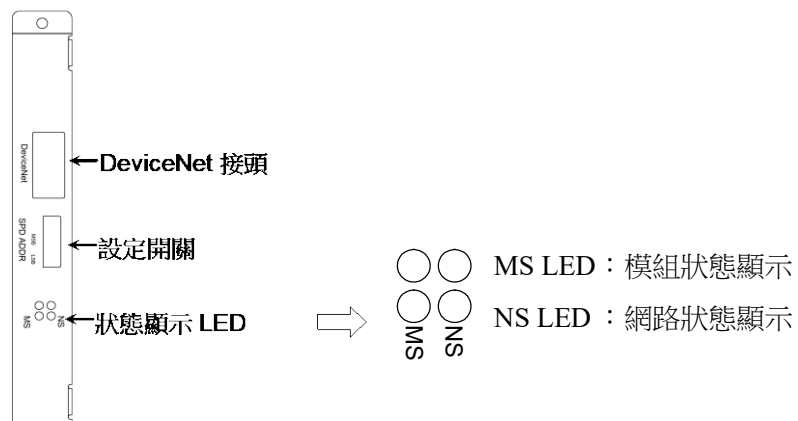 DeviceNet
DeviceNet 接頭
SPD ADDR
MSB LSB
設定開關
MS NS
狀態顯示 LED
MS LED：模組狀態顯示
NS LED ：網路狀態顯示
MS NS